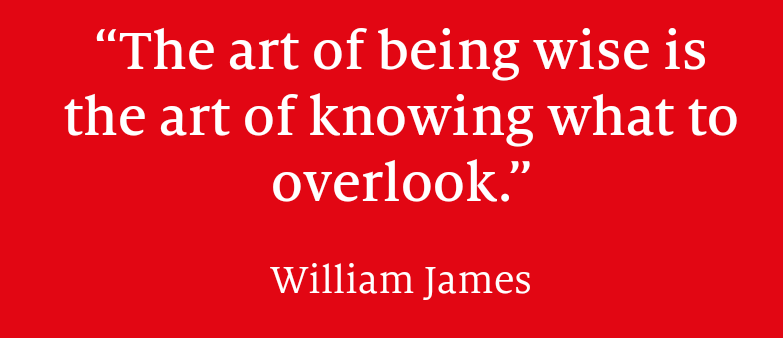 “The art of being wise is
the art of knowing what to
overlook.”
William James